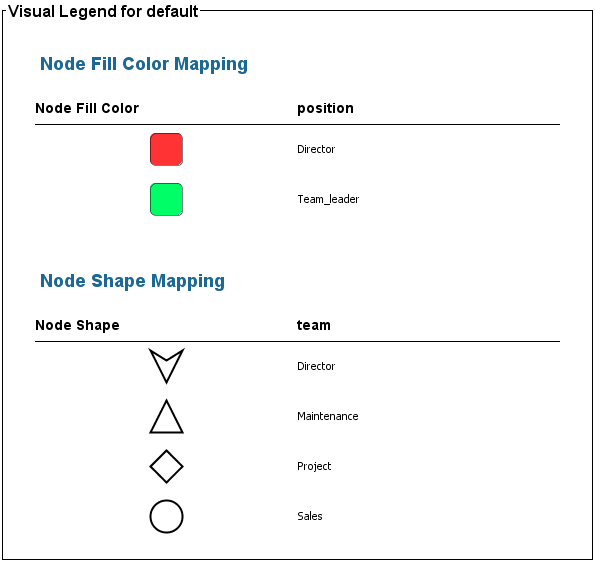 Visual Legend for default
Node Fill Color Mapping
Node Fill Color position
Director
Team_leader
Node Shape Mapping
Node Shape team
Director
Maintenance
Project
Sales